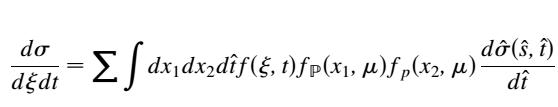 dσ/dξdt = ∑ ∫ dx₁dx₂dt̂f(ξ, t)f_ℙ(x₁, μ)f_p(x₂, μ) dσ̂(ŝ, t̂)/dt̂